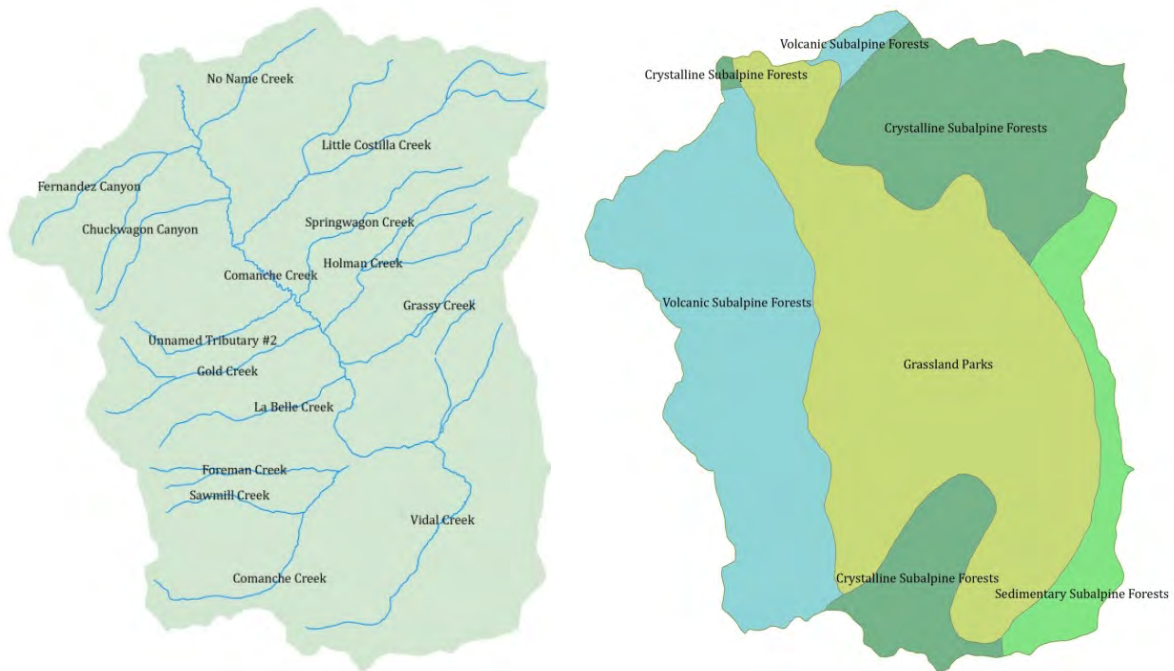 No Name Creek
Little Costilla Creek
Fernandez Canyon
Chuckwagon Canyon
Springwagon Creek
Holman Creek
Comanche Creek
Grassy Creek
Unnamed Tributary #2
Gold Creek
La Belle Creek
Foreman Creek
Sawmill Creek
Vidal Creek
Comanche Creek
Volcanic Subalpine Forests
Crystalline Subalpine Forests
Crystalline Subalpine Forests
Volcanic Subalpine Forests
Grassland Parks
Crystalline Subalpine Forests
Sedimentary Subalpine Forests